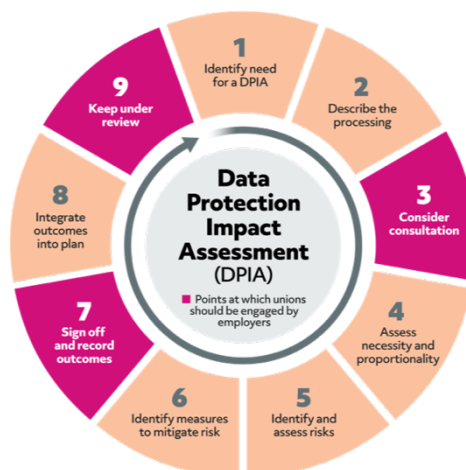 1
Identify need
for a DPIA
2
Describe the
processing
3
Consider
consultation
4
Assess
necessity and
proportionality
5
Identify and
assess risks
6
Identify measures
to mitigate risk
7
Sign off
and record
outcomes
8
Integrate
outcomes
into plan
9
Keep under
review
Data
Protection
Impact
Assessment
(DPIA)
Points at which unions
should be engaged by
employers